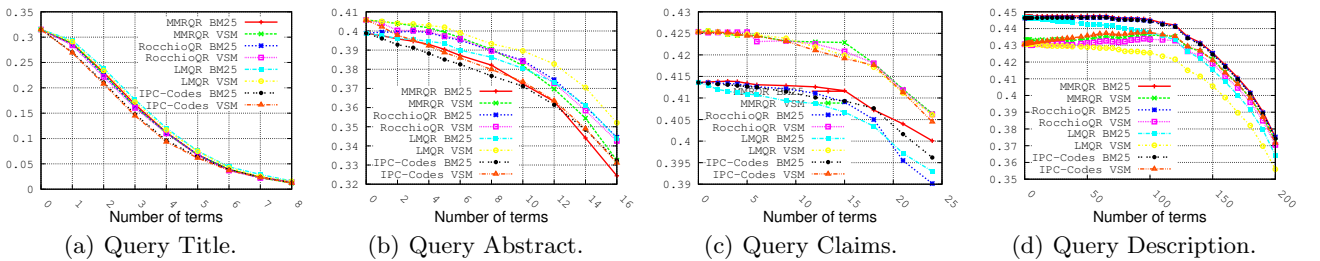 0.35
0.3
0.25
0.2
0.15
0.1
0.05
0
MMRQR BM25
MMRQR VSM
RocchioQR BM25
RocchioQR VSM
LMQR BM25
LMQR VSM
IPC-Codes BM25
IPC-Codes VSM
0 1 2 3 4 5 6 7 8
Number of terms
(a) Query Title.
0.41
0.4
0.39
0.38
0.37
0.36
0.35
0.34
0.33
0.32
MMRQR BM25
MMRQR VSM
RocchioQR BM25
RocchioQR VSM
LMQR BM25
LMQR VSM
IPC-Codes BM25
IPC-Codes VSM
0 2 4 6 8 10 12 14 16
Number of terms
(b) Query Abstract.
0.43
0.425
0.42
0.415
0.41
0.405
0.4
0.395
0.39
MMRQR BM25
MMRQR VSM
RocchioQR BM25
RocchioQR VSM
LMQR BM25
LMQR VSM
IPC-Codes BM25
IPC-Codes VSM
0 5 10 15 20 25
Number of terms
(c) Query Claims.
0.45
0.44
0.43
0.42
0.41
0.4
0.39
0.38
0.37
0.36
0.35
MMRQR BM25
MMRQR VSM
RocchioQR BM25
RocchioQR VSM
LMQR BM25
LMQR VSM
IPC-Codes BM25
IPC-Codes VSM
0 50 100 150 200
Number of terms
(d) Query Description.